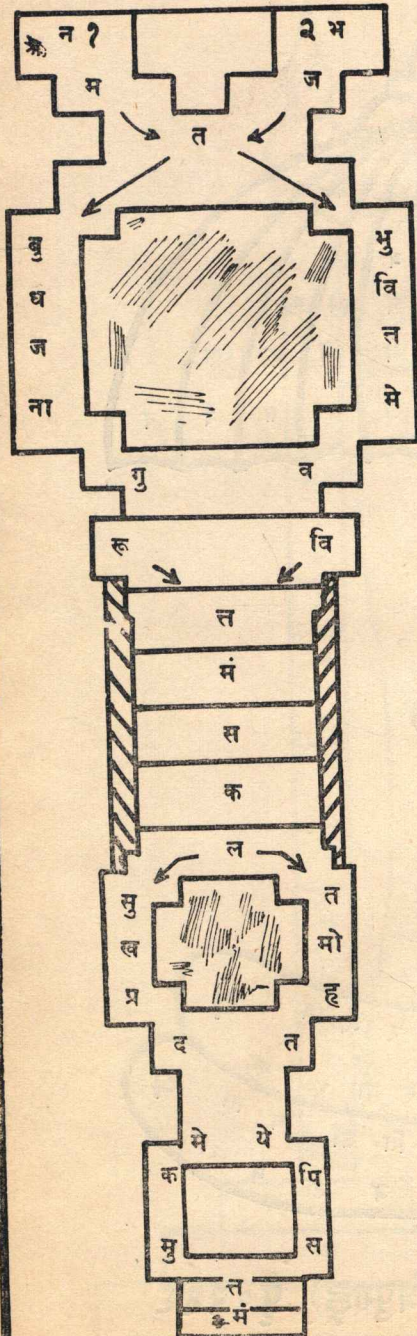 न १ २ भ
म ज
त
बु भु
ध वि
ज त
ना मे
गु व
रू वि
त्त
मं
स
क
ल
सु त
ख मो
प्र ह्म
द त
मे ये
क पि
मु स
त
मं